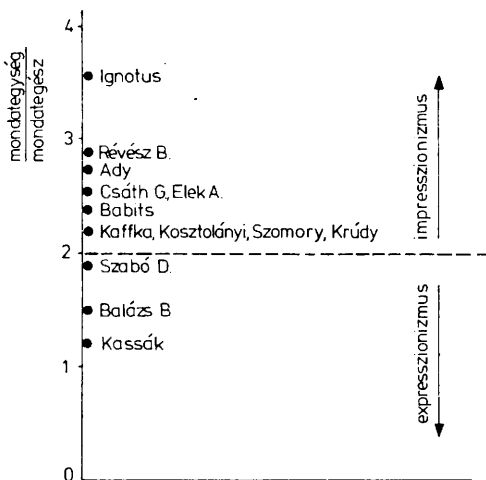 4
mondategység
mondategész
Ignotus
3
Révész B.
Ady
Csáth G, Elek A.
Babits
Kaffka, Kosztolányi, Szomory, Krúdy
2
Szabó D.
Balázs B
Kassák
1
0
impresszionizmus
expresszionizmus